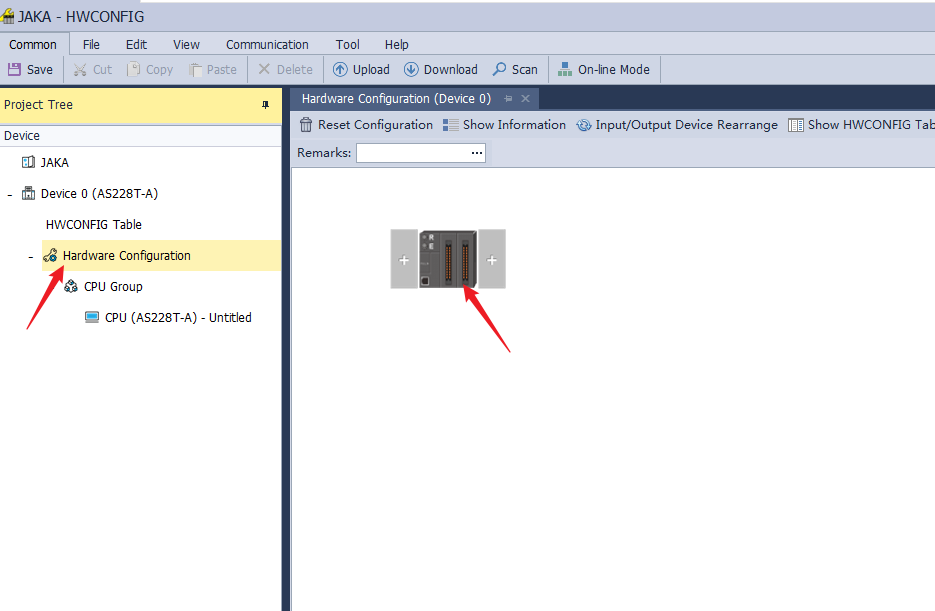 JAKA - HWCONFIG
Common File Edit View Communication Tool Help
Save Cut Copy Paste Delete Upload Download Scan On-line Mode
Project Tree
Hardware Configuration (Device 0)
Device
Reset Configuration Show Information Input/Output Device Rearrange Show HWCONFIG Tab
Remarks:
JAKA
Device 0 (AS228T-A)
HWCONFIG Table
Hardware Configuration
CPU Group
CPU (AS228T-A) - Untitled